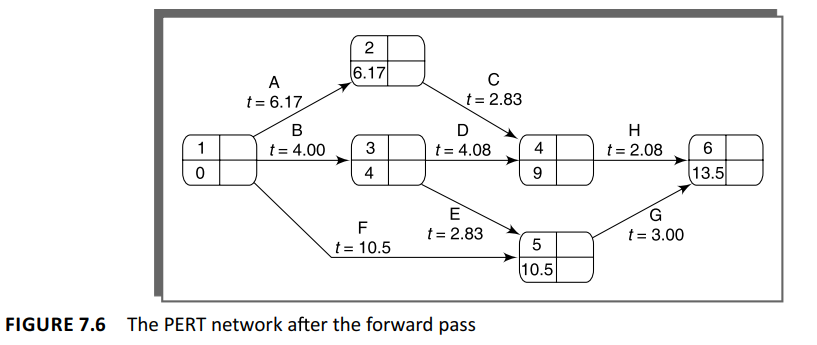 2
6.17
A
t = 6.17
C
t = 2.83
B
t = 4.00
D
t = 4.08
H
t = 2.08
1
0
3
4
4
9
6
13.5
F
t = 10.5
E
t = 2.83
G
t = 3.00
5
10.5
FIGURE 7.6 The PERT network after the forward pass